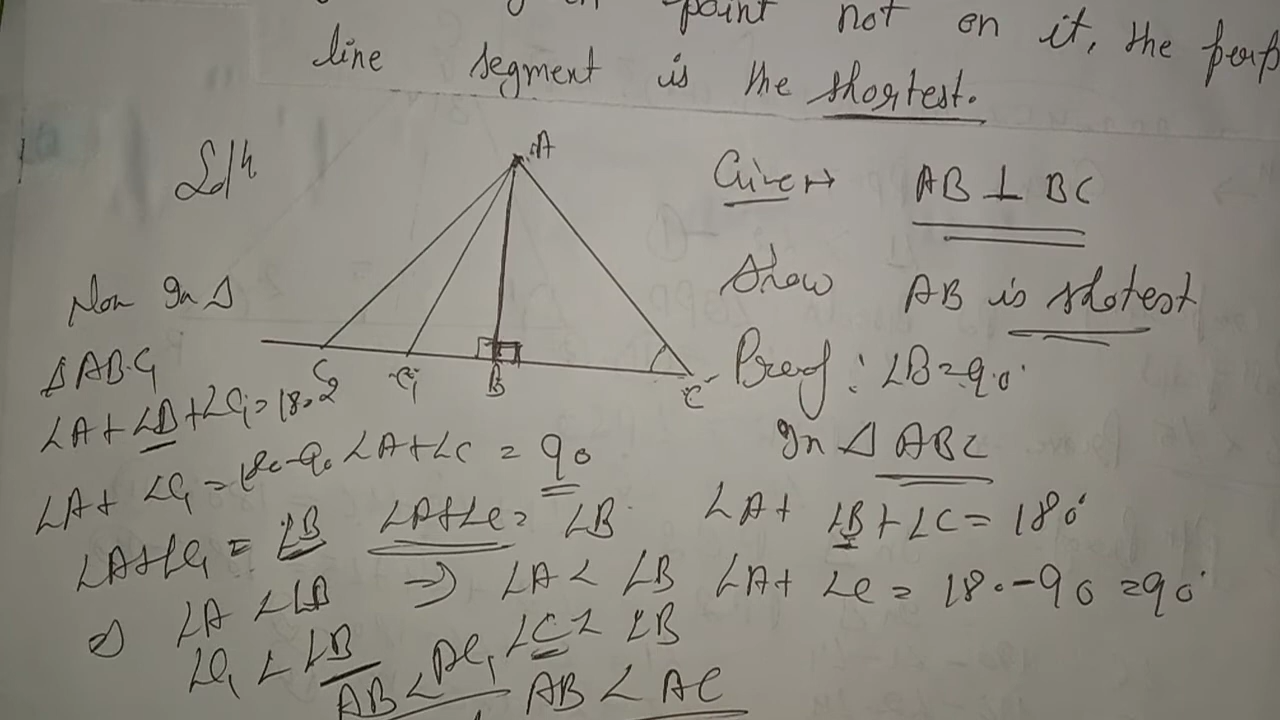 point not on it, the perp
line segment is the shortest.
A
Given AB ⊥ BC
Show AB is shotest
Proof : ∠B = 90°
In Δ ABC
∠A + ∠B + ∠C = 180°
∠A + ∠C = 180 - 90 = 90°
C2 C1 B C
Now In Δ
Δ ABC1
∠A + ∠B + ∠C1 = 180
∠A + ∠C1 = 180 - 90
∠A + ∠C1 = ∠B
⇒ ∠A < ∠B
∠C1 < ∠B
AB < AC1
∠A + ∠C = 90
∠A + ∠C = ∠B
⇒ ∠A < ∠B
∠C < ∠B
AB < AC